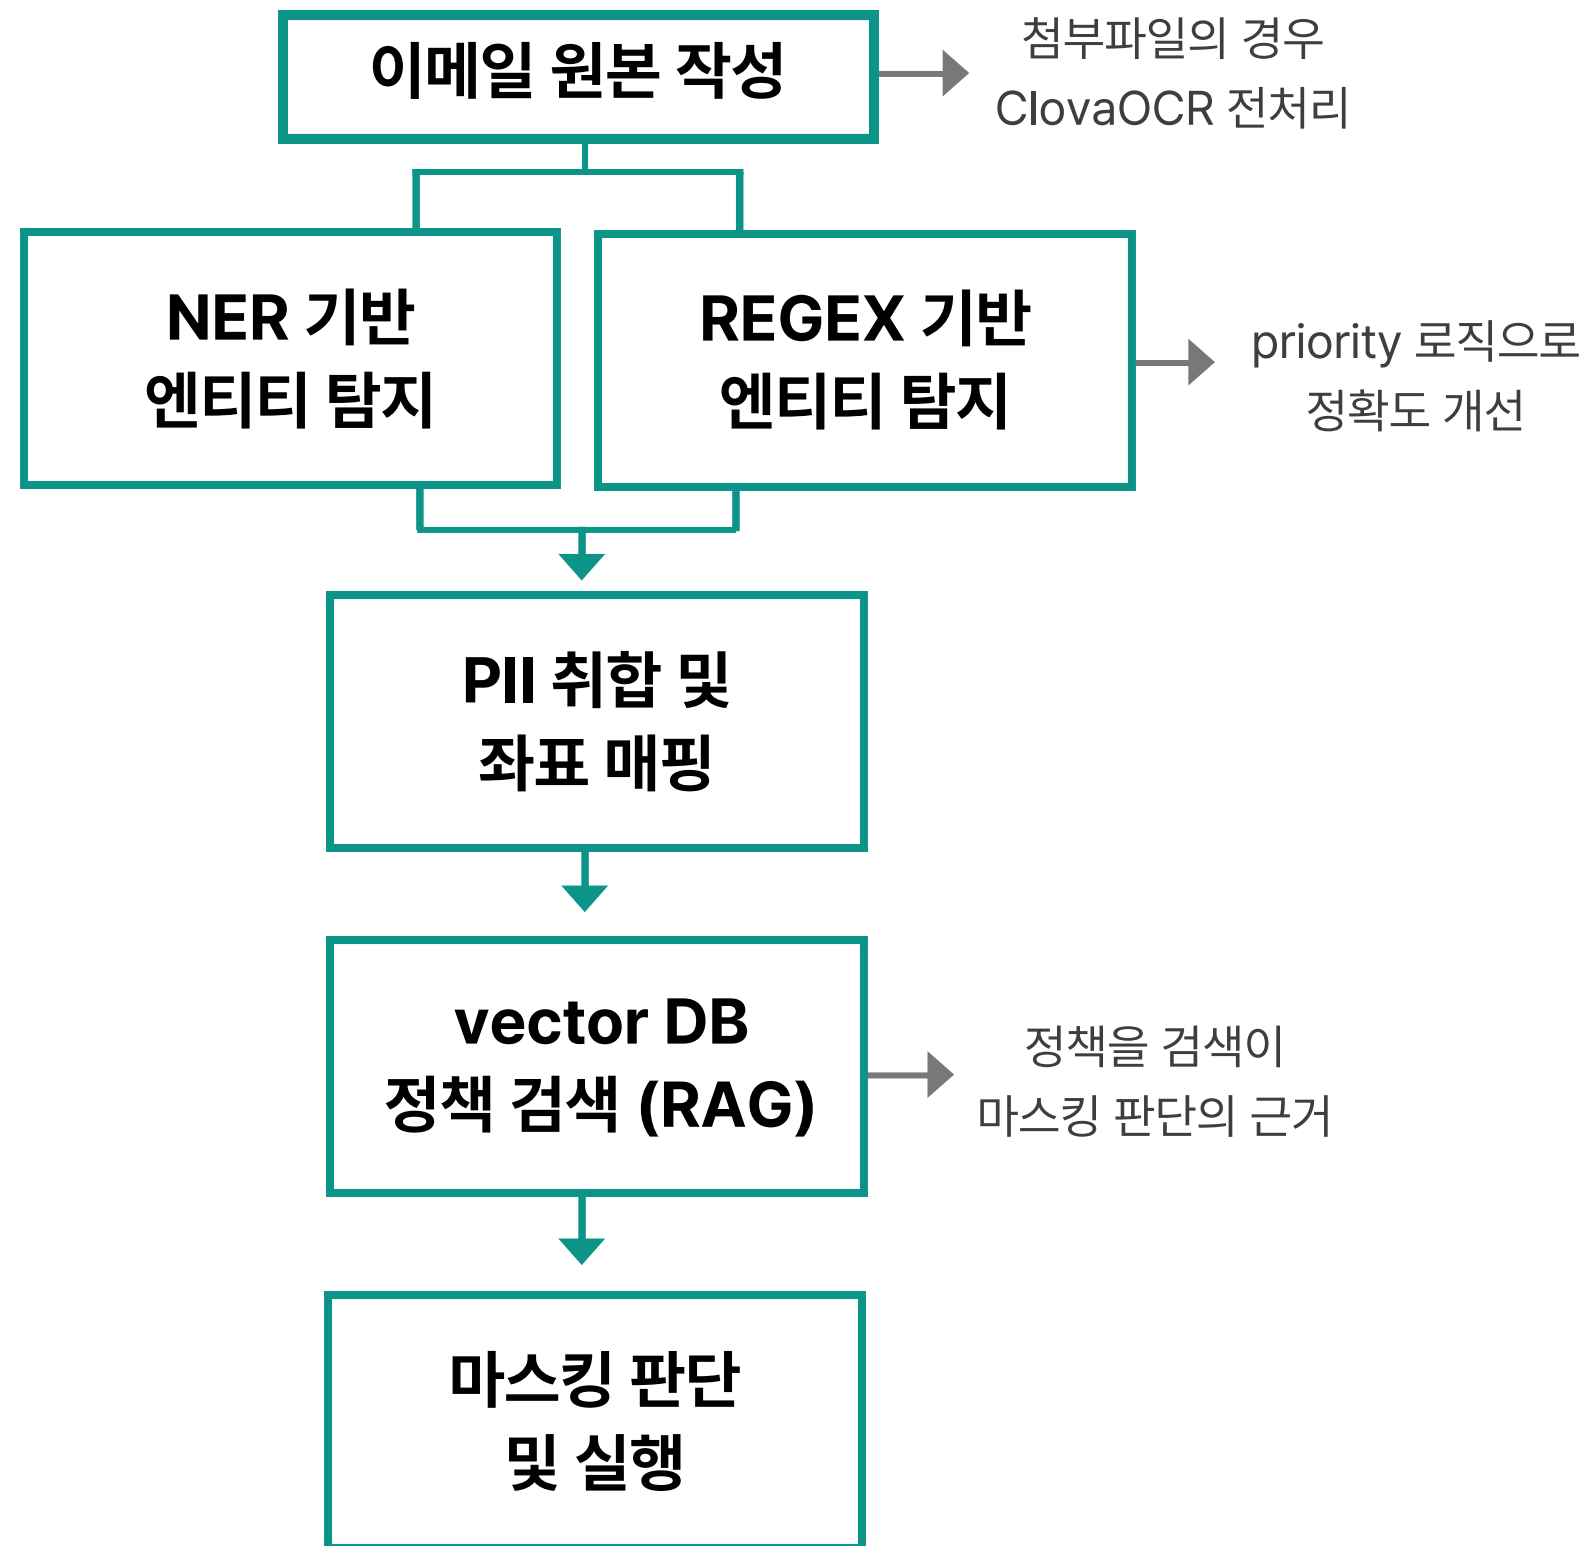 이메일 원본 작성
첨부파일의 경우
ClovaOCR 전처리
NER 기반
엔티티 탐지
REGEX 기반
엔티티 탐지
priority 로직으로
정확도 개선
PII 취합 및
좌표 매핑
vector DB
정책 검색 (RAG)
정책을 검색이
마스킹 판단의 근거
마스킹 판단
및 실행